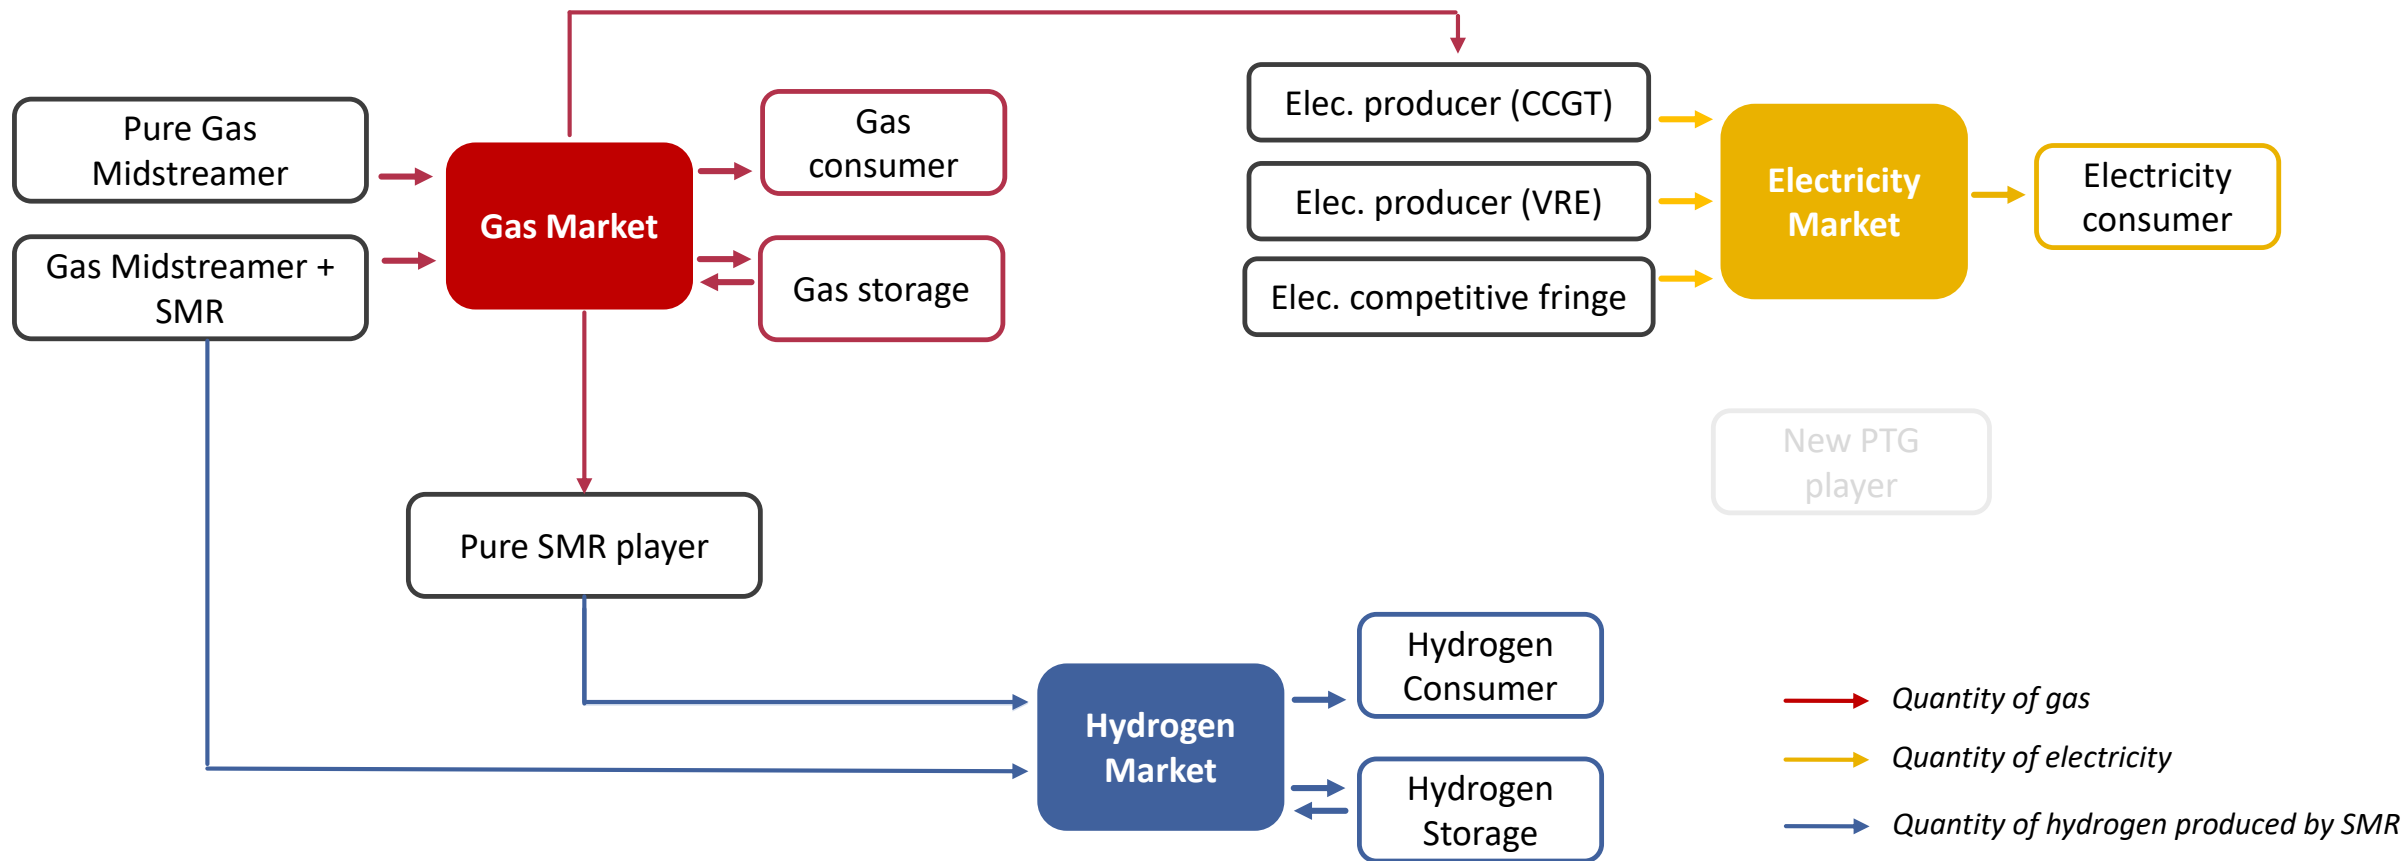 Pure Gas
Midstreamer
Gas Midstreamer +
SMR
Gas Market
Gas
consumer
Gas storage
Elec. producer (CCGT)
Elec. producer (VRE)
Elec. competitive fringe
Electricity
Market
Electricity
consumer
New PTG
player
Pure SMR player
Hydrogen
Market
Hydrogen
Consumer
Hydrogen
Storage
Quantity of gas
Quantity of electricity
Quantity of hydrogen produced by SMR